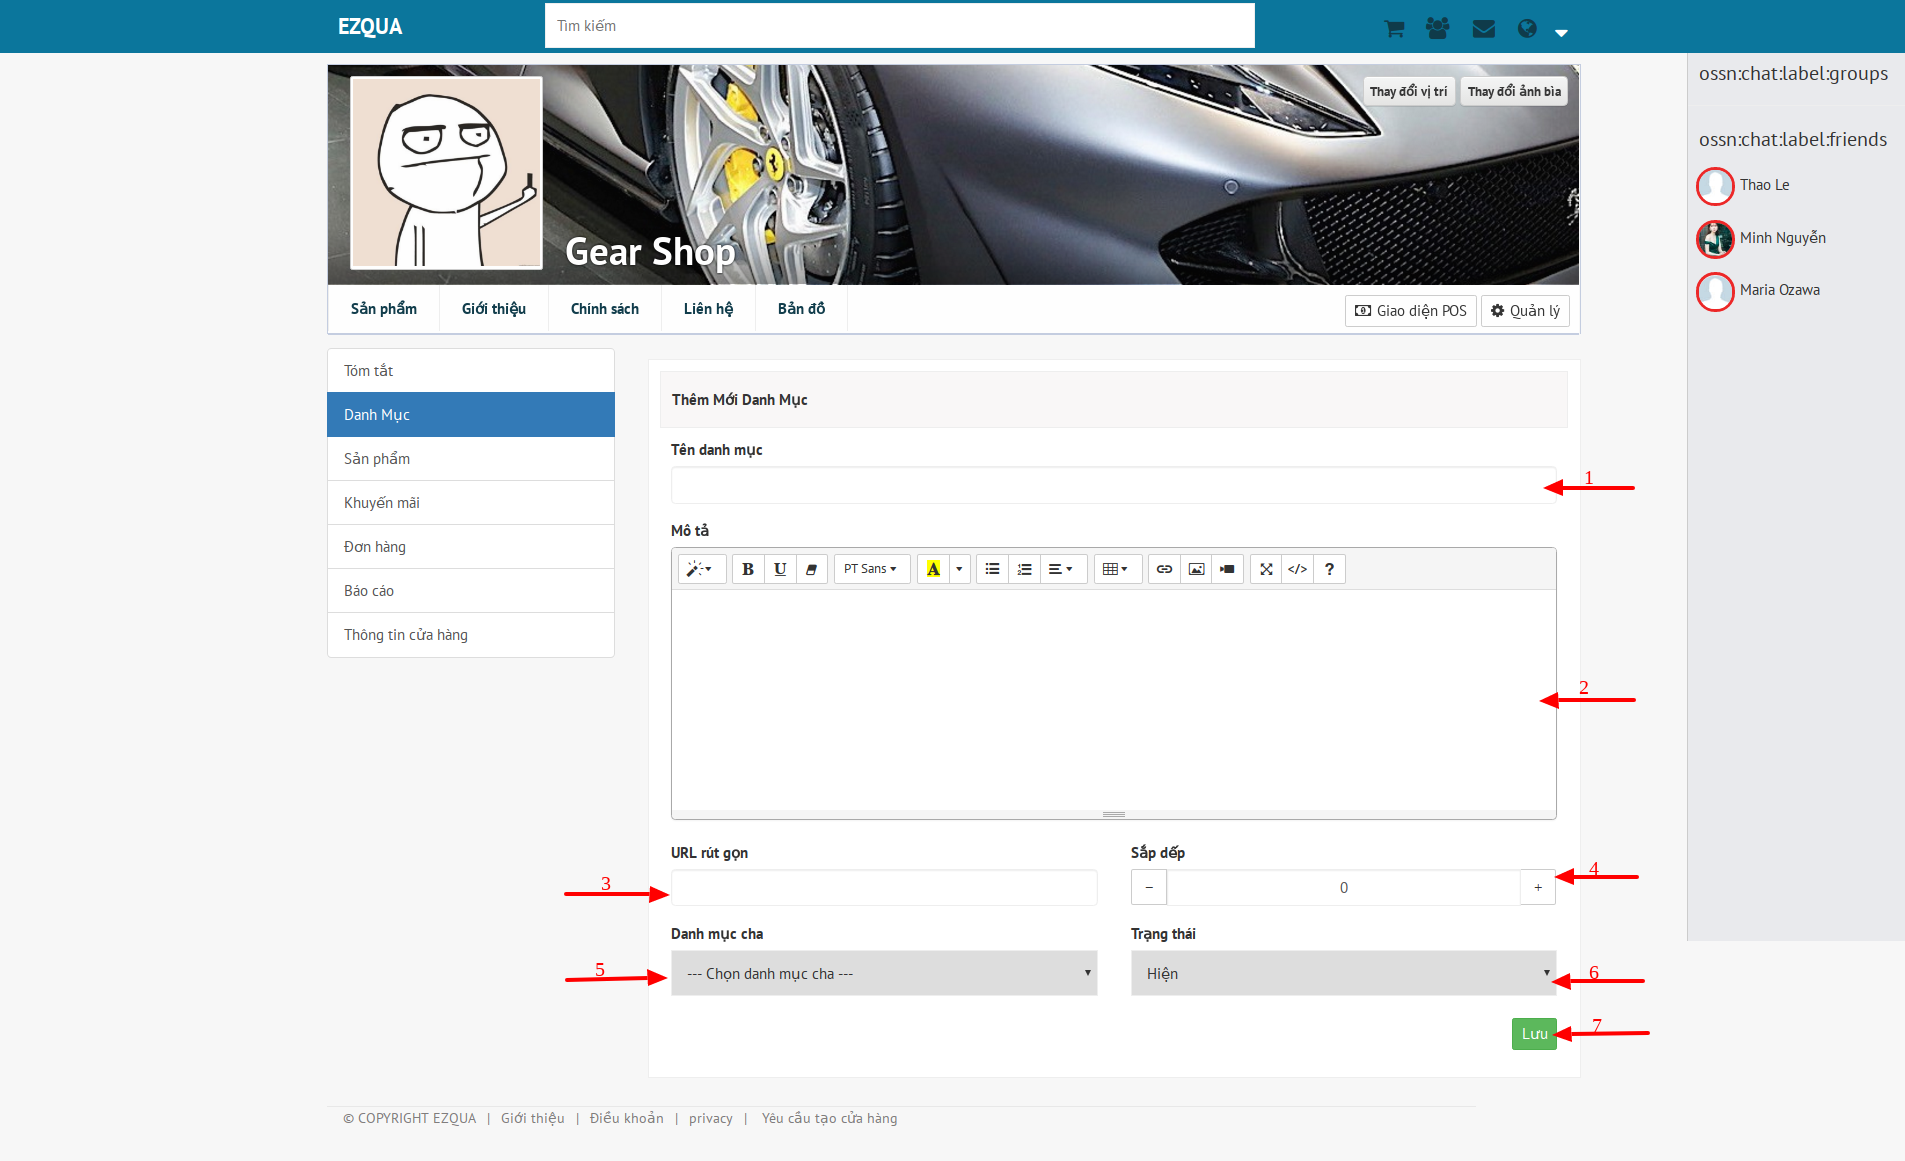 EZQUA
Tìm kiếm
Thay đổi vị trí
Thay đổi ảnh bìa
Gear Shop
Sản phẩm
Giới thiệu
Chính sách
Liên hệ
Bản đồ
Giao diện POS
Quản lý
ossn:chat:label:groups
ossn:chat:label:friends
Thao Le
Minh Nguyễn
Maria Ozawa
Tóm tắt
Danh Mục
Sản phẩm
Khuyến mãi
Đơn hàng
Báo cáo
Thông tin cửa hàng
Thêm Mới Danh Mục
Tên danh mục
1
Mô tả
B U PT Sans A </> ?
2
URL rút gọn
3
Sắp dếp
− 0 +
4
Danh mục cha
--- Chọn danh mục cha ---
5
Trạng thái
Hiện
6
Lưu
7
© COPYRIGHT EZQUA | Giới thiệu | Điều khoản | privacy | Yêu cầu tạo cửa hàng